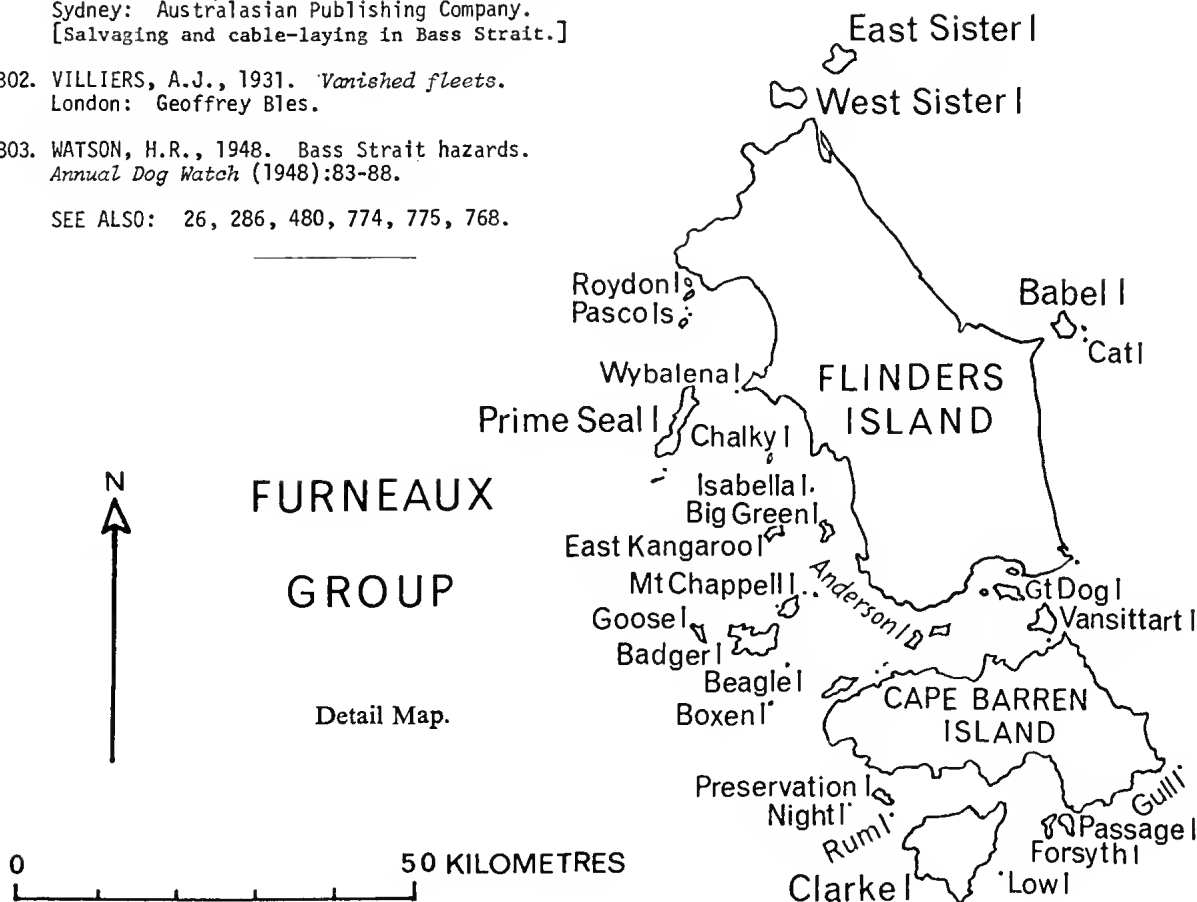 Sydney: Australasian Publishing Company.
[Salvaging and cable-laying in Bass Strait.]
302. VILLIERS, A.J., 1931. Vanished fleets.
London: Geoffrey Bles.
303. WATSON, H.R., 1948. Bass Strait hazards.
Annual Dog Watch (1948):83-88.
SEE ALSO: 26, 286, 480, 774, 775, 768.
East Sister I
West Sister I
Roydon I
Pasco Is
Babel I
Cat I
Wybalena I
FLINDERS
ISLAND
Prime Seal I
Chalky I
N
FURNEAUX
GROUP
Detail Map.
Isabella I
Big Green I
East Kangaroo I
Mt Chappell I
Anderson I
Gt Dog I
Goose I
Vansittart I
Badger I
Beagle I
Boxen I
CAPE BARREN
ISLAND
Preservation I
Night I
Rum I
Gull I
Passage I
Forsyth I
Clarke I
Low I
0
50 KILOMETRES